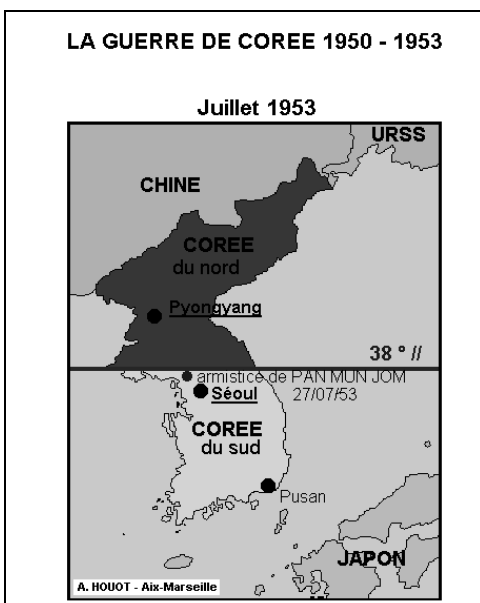 LA GUERRE DE COREE 1950 - 1953
Juillet 1953
URSS
CHINE
COREE
du nord
Pyongyang
38 ° //
armistice de PAN MUN JOM
Séoul
27/07/53
COREE
du sud
Pusan
JAPON
A. HOUOT - Aix-Marseille